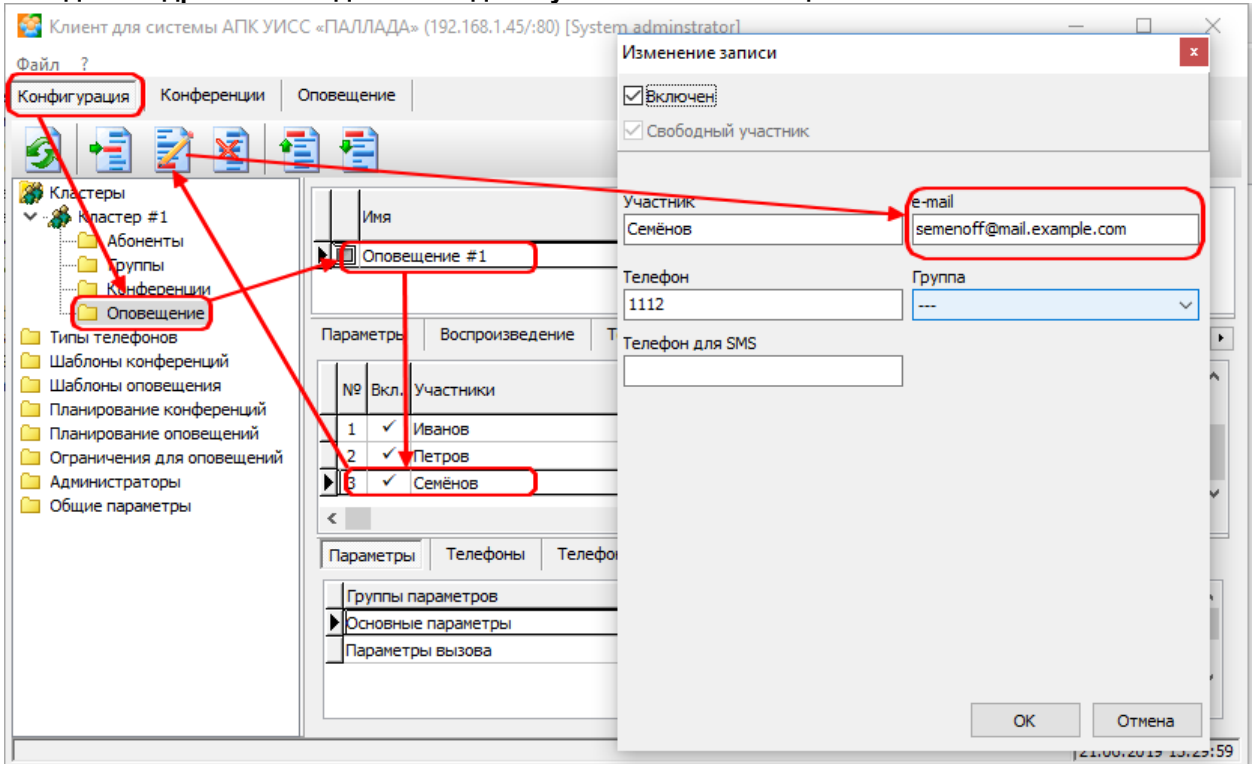 Клиент для системы АПК УИСС «ПАЛЛАДА» (192.168.1.45/:80) [System adminstrator]
Файл ?
Конфигурация Конференции Оповещение
Кластеры
Кластер #1
Абоненты
Группы
Конференции
Оповещение
Типы телефонов
Шаблоны конференций
Шаблоны оповещения
Планирование конференций
Планирование оповещений
Ограничения для оповещений
Администраторы
Общие параметры
Имя
Оповещение #1
Параметры Воспроизведение
№ Вкл. Участники
1 Иванов
2 Петров
3 Семёнов
Параметры Телефоны
Группы параметров
Основные параметры
Параметры вызова
Изменение записи
Включен
Свободный участник
Участник e-mail
Семёнов semenoff@mail.example.com
Телефон Группа
1112 ---
Телефон для SMS
OK Отмена
21.06.2019 15:29:59